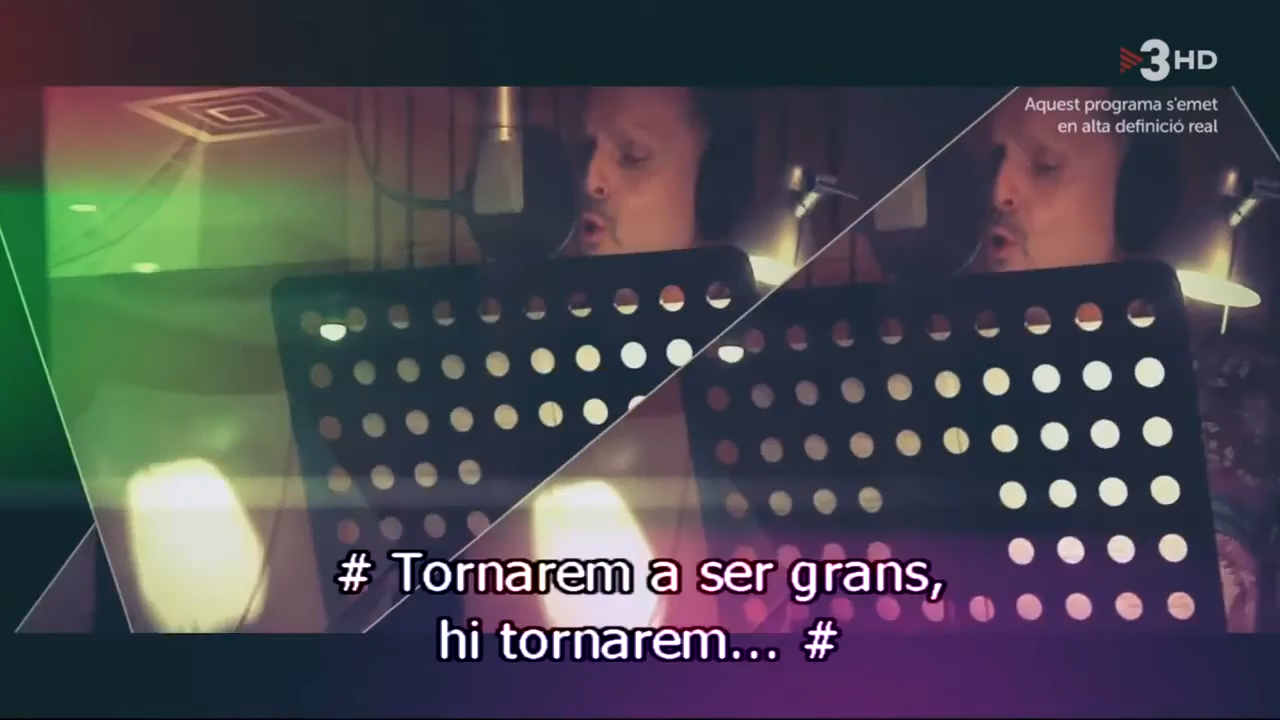 3HD
Aquest programa s'emet
en alta definició real
# Tornarem a ser grans,
hi tornarem... #